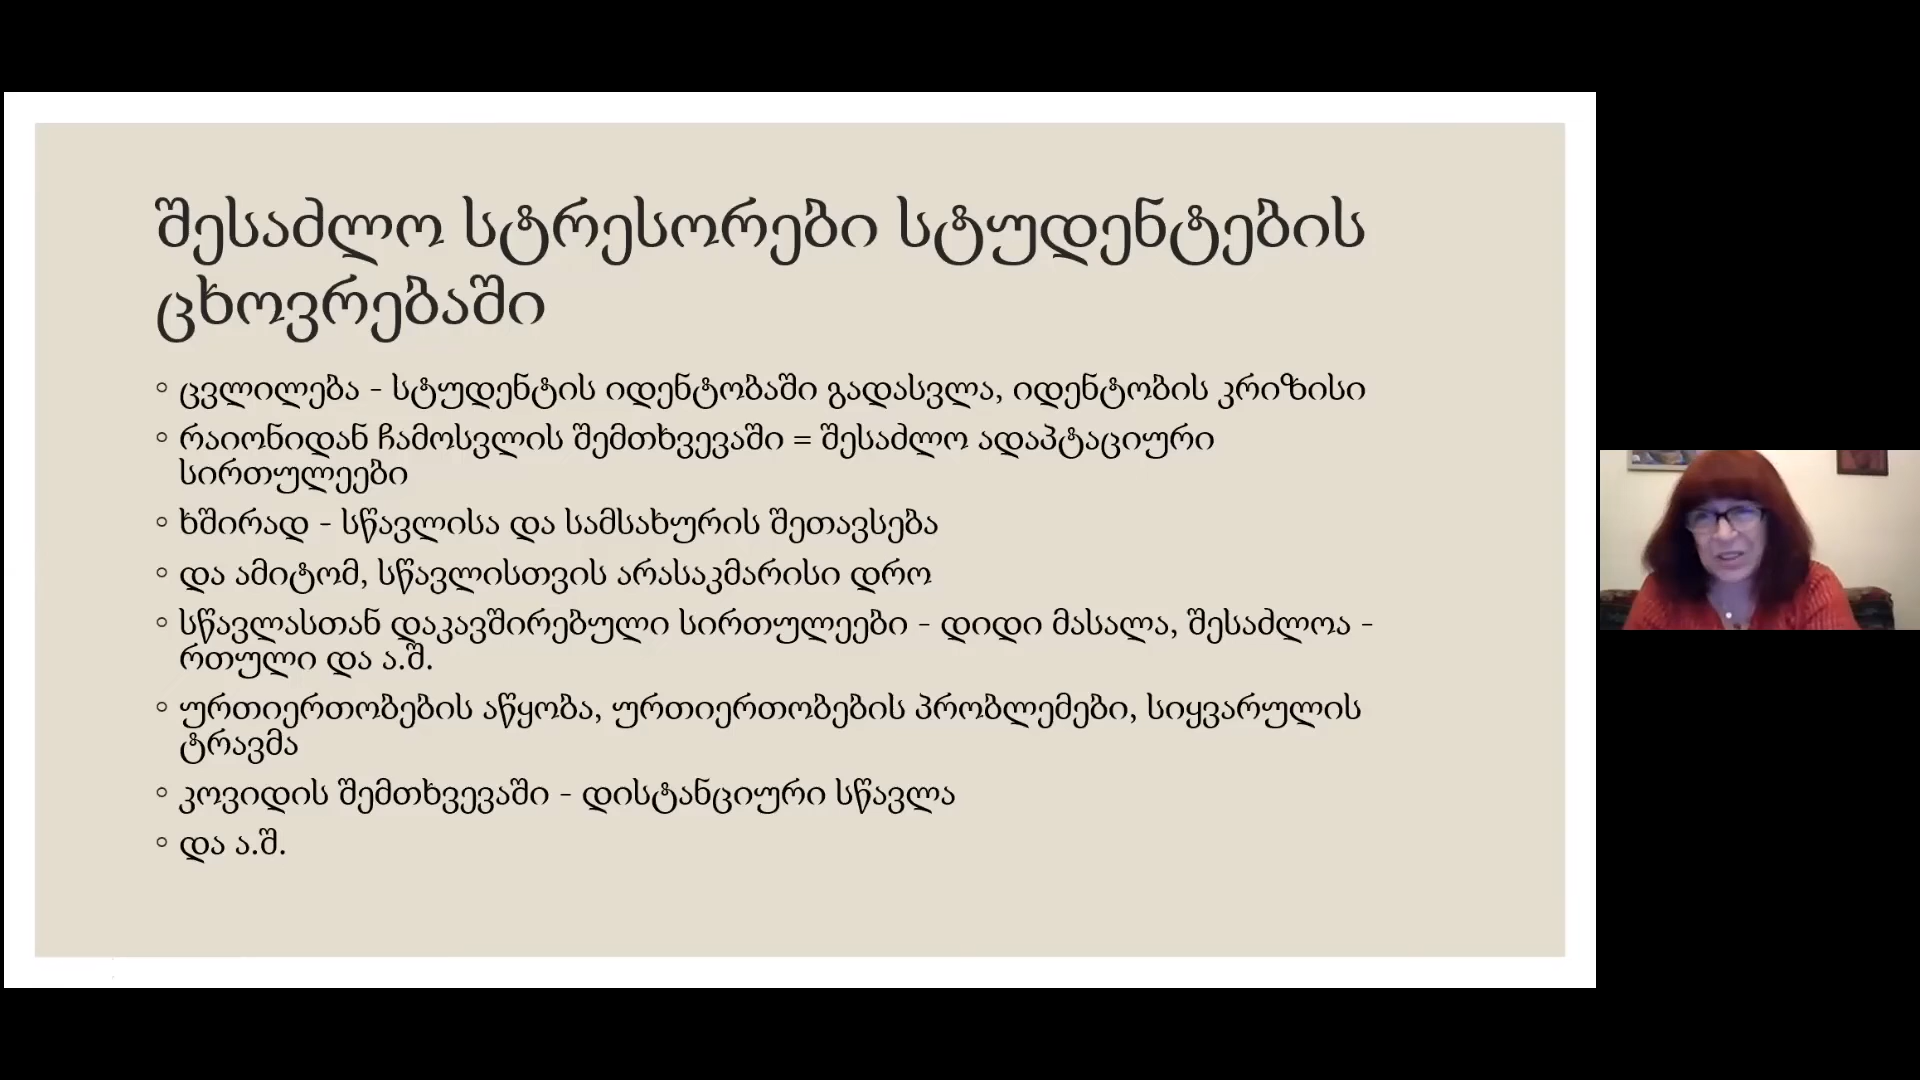 შესაძლო სტრესორები სტუდენტების
ცხოვრებაში
◦ ცვლილება - სტუდენტის იდენტობაში გადასვლა, იდენტობის კრიზისი
◦ რაიონიდან ჩამოსვლის შემთხვევაში = შესაძლო ადაპტაციური
სირთულეები
◦ ხშირად - სწავლისა და სამსახურის შეთავსება
◦ და ამიტომ, სწავლისთვის არასაკმარისი დრო
◦ სწავლასთან დაკავშირებული სირთულეები - დიდი მასალა, შესაძლოა -
რთული და ა.შ.
◦ ურთიერთობების აწყობა, ურთიერთობების პრობლემები, სიყვარულის
ტრავმა
◦ კოვიდის შემთხვევაში - დისტანციური სწავლა
◦ და ა.შ.